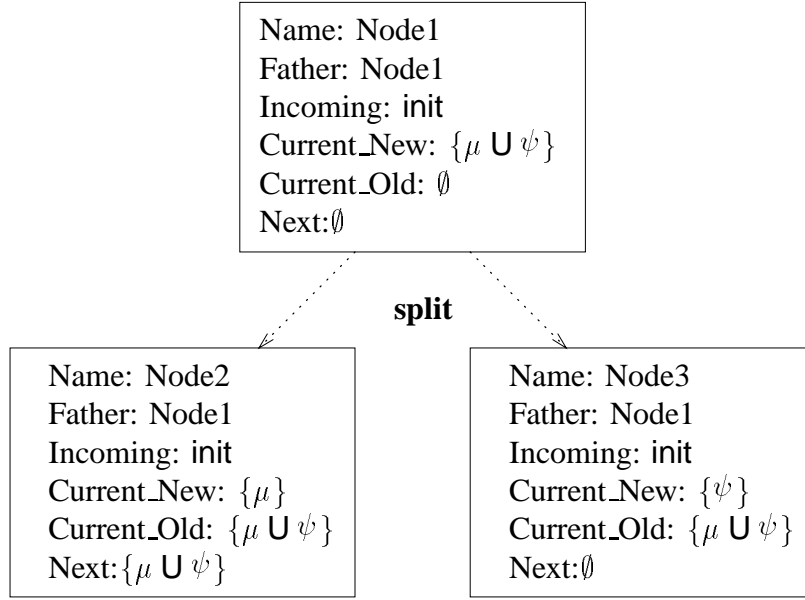 Name: Node1
Father: Node1
Incoming: init
Current_New: {μ U ψ}
Current_Old: ∅
Next:∅
split
Name: Node2
Father: Node1
Incoming: init
Current_New: {μ}
Current_Old: {μ U ψ}
Next:{μ U ψ}
Name: Node3
Father: Node1
Incoming: init
Current_New: {ψ}
Current_Old: {μ U ψ}
Next:∅